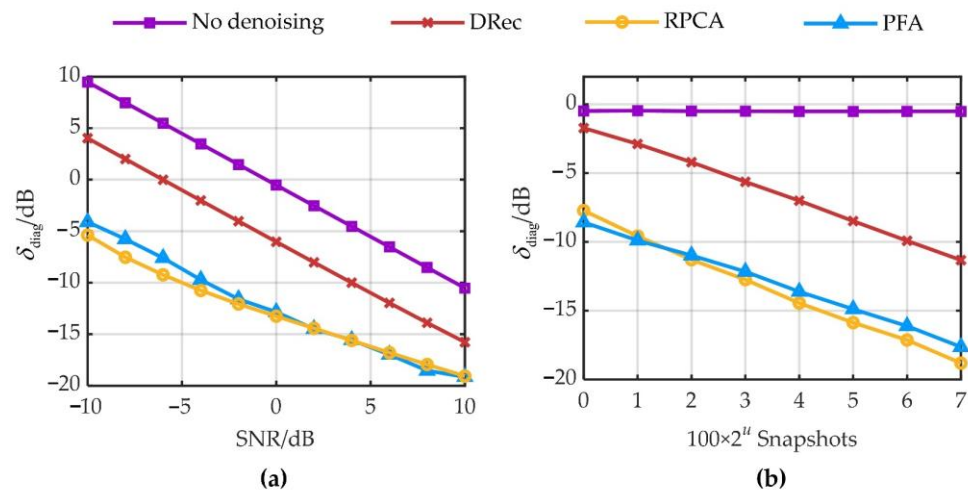 No denoising DRec RPCA PFA
10
5
0
−5
−10
−15
−20
δdiag/dB
−10 −5 0 5 10
SNR/dB
(a)
0
−5
−10
−15
−20
δdiag/dB
0 1 2 3 4 5 6 7
100×2ᵘ Snapshots
(b)